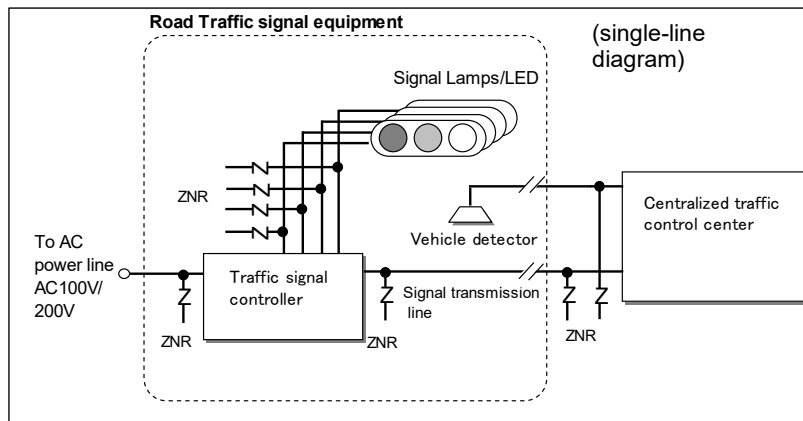 Road Traffic signal equipment
(single-line
diagram)
Signal Lamps/LED
ZNR
Vehicle detector
Centralized traffic
control center
To AC
power line
AC100V/
200V
Traffic signal
controller
Signal transmission
line
ZNR
ZNR
ZNR